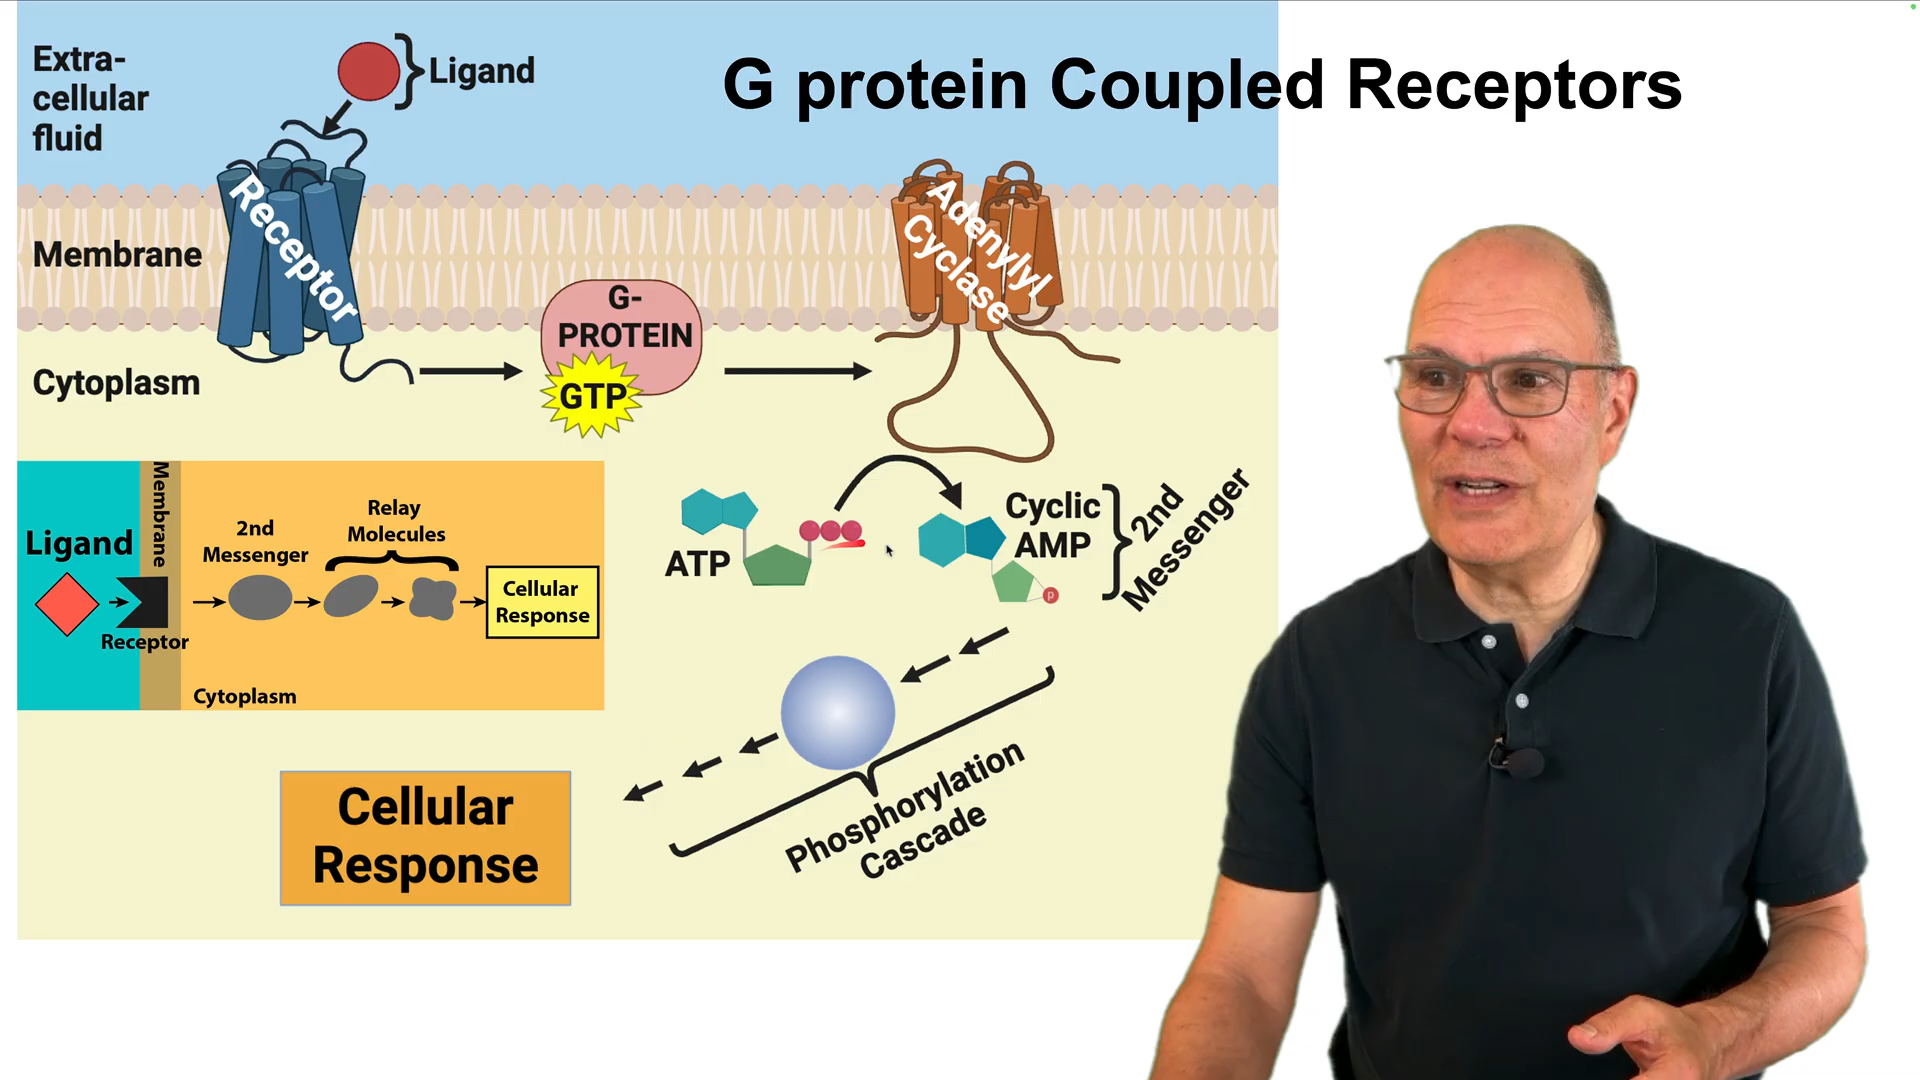 G protein Coupled Receptors
Extra-
cellular
fluid
Ligand
Receptor
Membrane
Adenylyl
Cyclase
G-
PROTEIN
GTP
Cytoplasm
Membrane
Ligand
Receptor
2nd
Messenger
Relay
Molecules
Cellular
Response
Cytoplasm
ATP
Cyclic
AMP
P
2nd
Messenger
Phosphorylation
Cascade
Cellular
Response